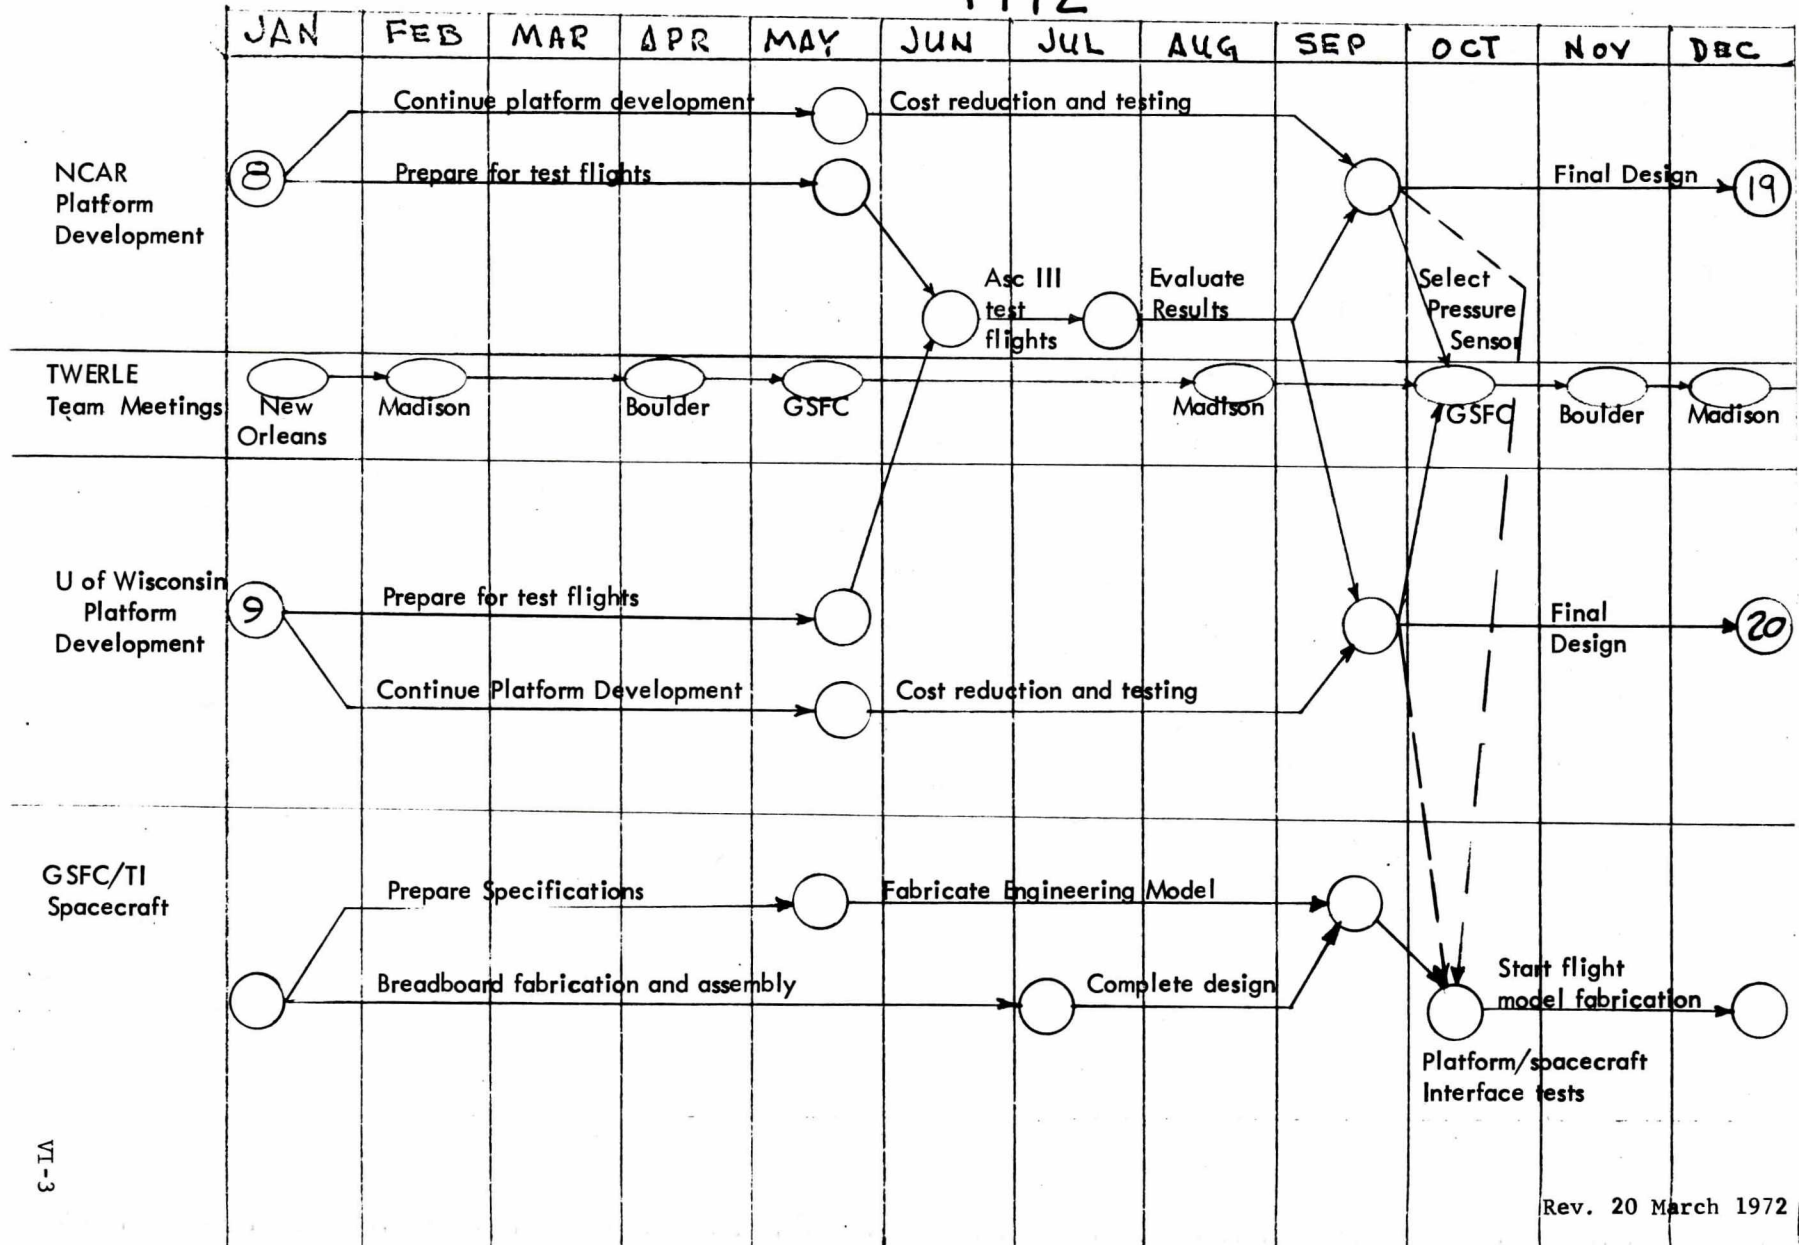 1972
JAN FEB MAR APR MAY JUN JUL AUG SEP OCT NOV DEC
Continue platform development
Cost reduction and testing
NCAR
Platform
Development
8
Prepare for test flights
Final Design
19
Asc III
test
flights
Evaluate
Results
Select
Pressure
Sensor
TWERLE
Team Meetings
New
Orleans
Madison
Boulder
GSFC
Madison
GSFC
Boulder
Madison
U of Wisconsin
Platform
Development
9
Prepare for test flights
Final
Design
20
Continue Platform Development
Cost reduction and testing
GSFC/TI
Spacecraft
Prepare Specifications
Fabricate Engineering Model
Breadboard fabrication and assembly
Complete design
Start flight
model fabrication
Platform/spacecraft
Interface tests
VI-3
Rev. 20 March 1972